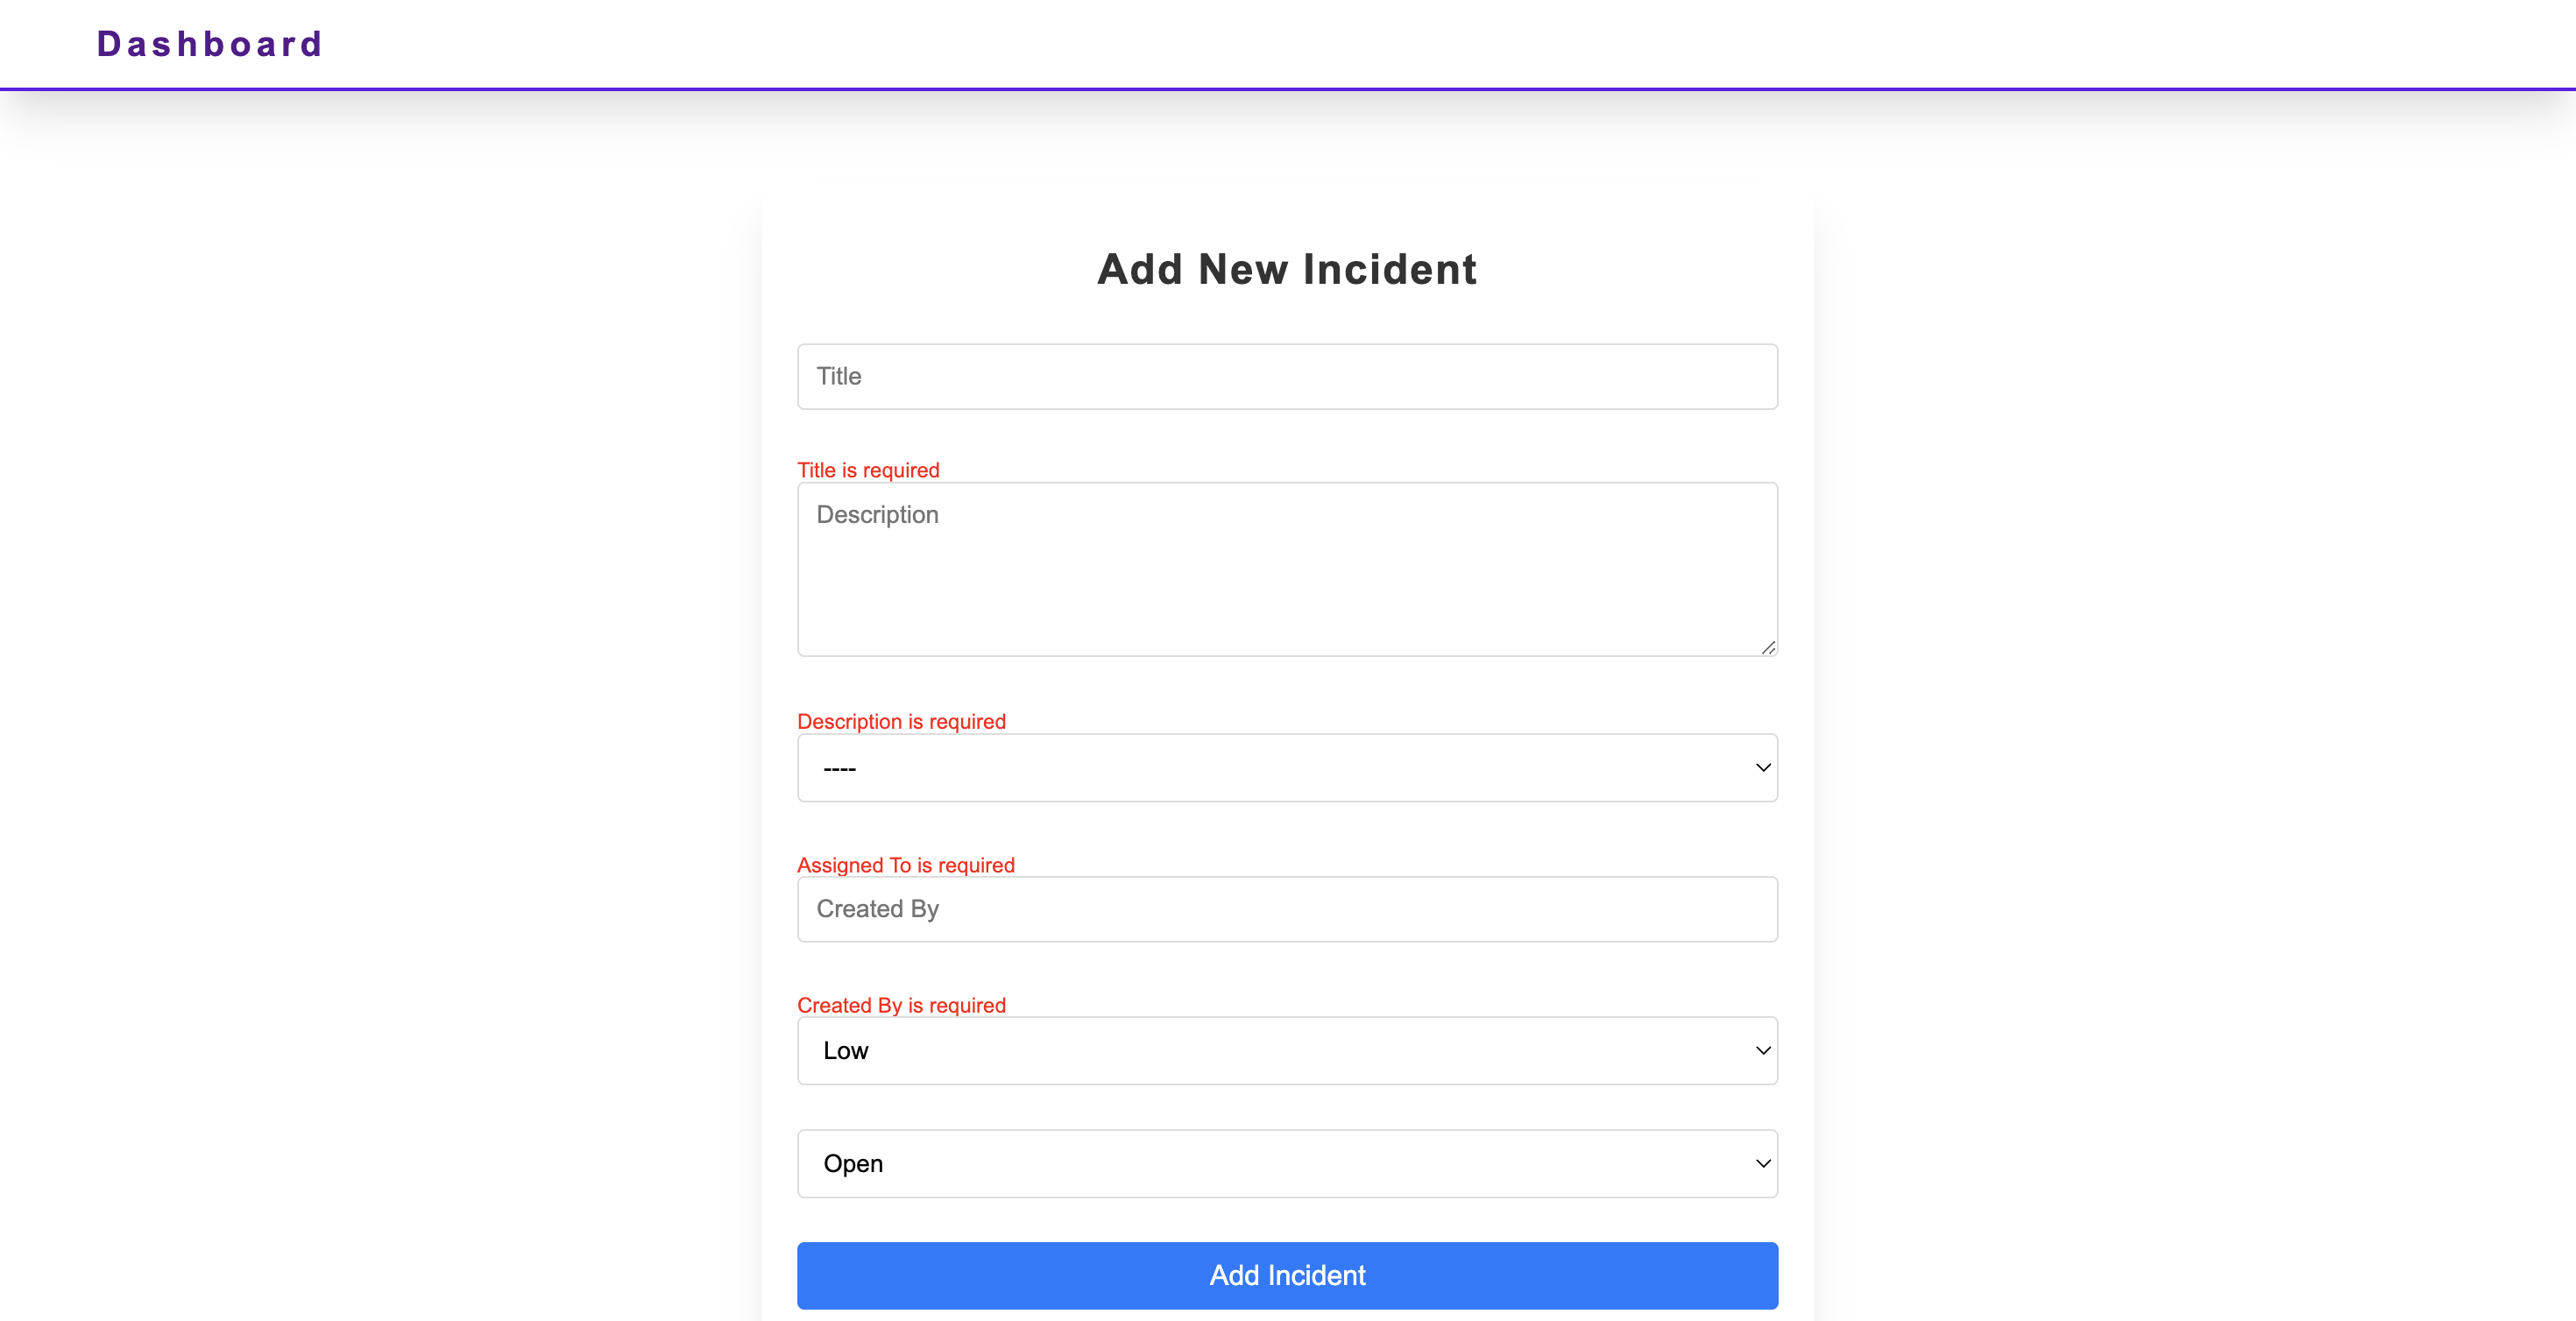 Dashboard
Add New Incident
Title
Title is required
Description
Description is required
----
Assigned To is required
Created By
Created By is required
Low
Open
Add Incident